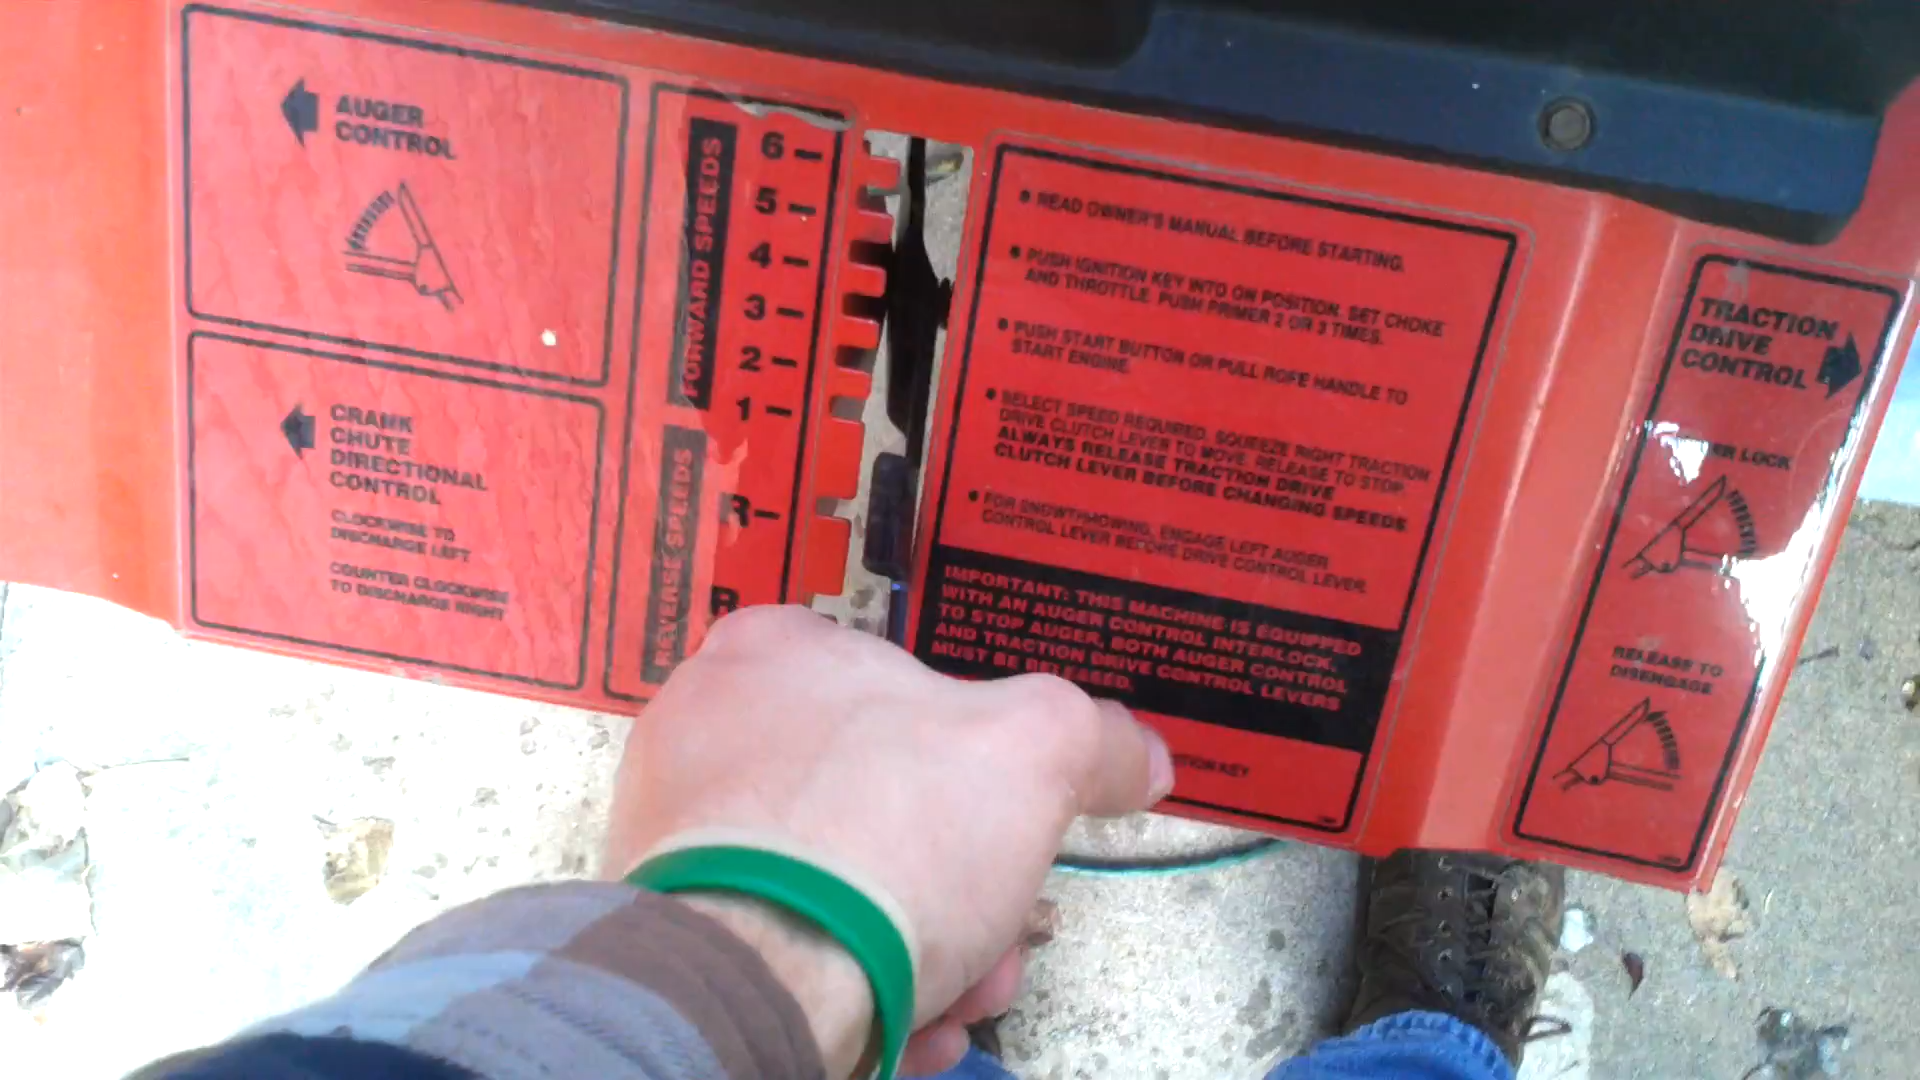 AUGER
CONTROL
CRANK
CHUTE
DIRECTIONAL
CONTROL
CLOCKWISE TO
DISCHARGE LEFT
COUNTER CLOCKWISE
TO DISCHARGE RIGHT
FORWARD SPEEDS
6
5
4
3
2
1
REVERSE SPEEDS
R
R
• READ OWNER'S MANUAL BEFORE STARTING.
• PUSH IGNITION KEY INTO ON POSITION. SET CHOKE
AND THROTTLE. PUSH PRIMER 2 OR 3 TIMES.
• PUSH START BUTTON OR PULL ROPE HANDLE TO
START ENGINE.
• SELECT SPEED REQUIRED. SQUEEZE RIGHT TRACTION
DRIVE CLUTCH LEVER TO MOVE. RELEASE TO STOP.
ALWAYS RELEASE TRACTION DRIVE
CLUTCH LEVER BEFORE CHANGING SPEEDS.
• FOR SNOWTHROWING, ENGAGE LEFT AUGER
CONTROL LEVER BEFORE DRIVE CONTROL LEVER.
IMPORTANT: THIS MACHINE IS EQUIPPED
WITH AN AUGER CONTROL INTERLOCK.
TO STOP AUGER, BOTH AUGER CONTROL
AND TRACTION DRIVE CONTROL LEVERS
MUST BE RELEASED.
KEY
TRACTION
DRIVE
CONTROL
LOCK
RELEASE TO
DISENGAGE